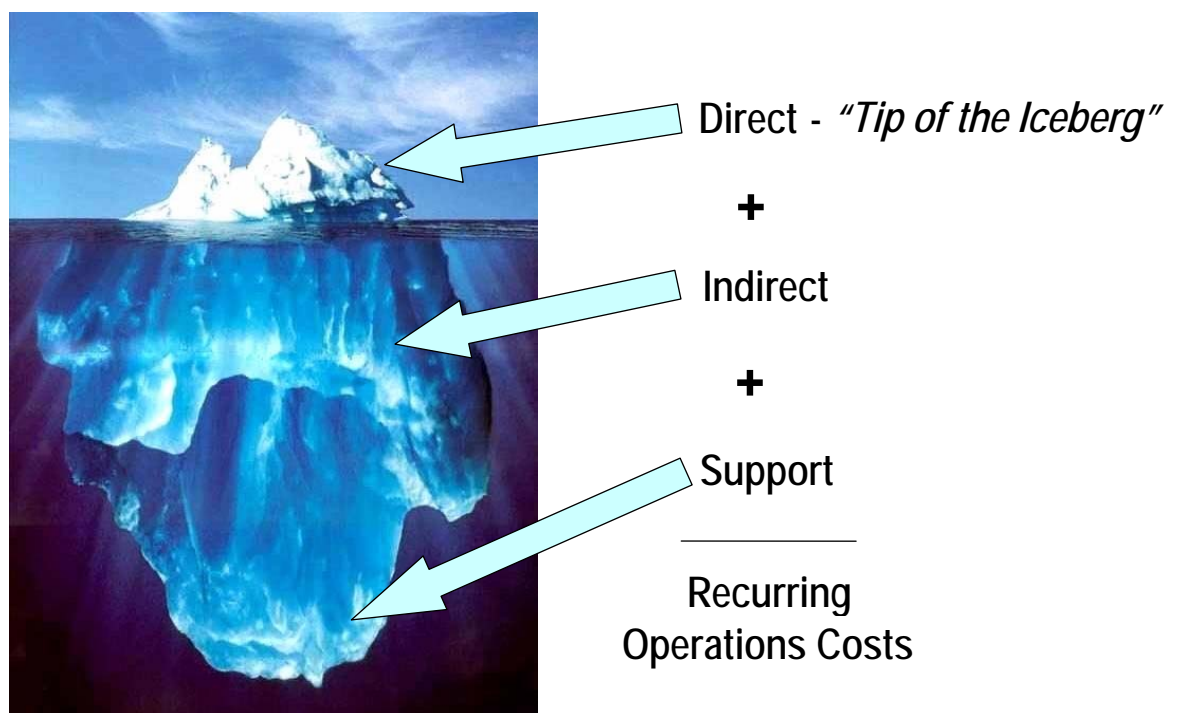 Direct - “Tip of the Iceberg”
+
Indirect
+
Support
Recurring
Operations Costs